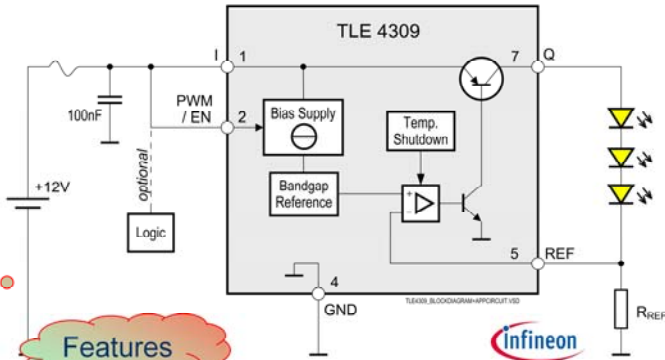 TLE 4309
I 1
7 Q
PWM
/ EN
2
100nF
Bias Supply
Temp.
Shutdown
+12V
optional
Bandgap
Reference
+
-
Logic
5 REF
4
GND
TLE4309_BLOCKDIAGRAM+APPCIRCUIT.VSD
RREF
Features
infineon